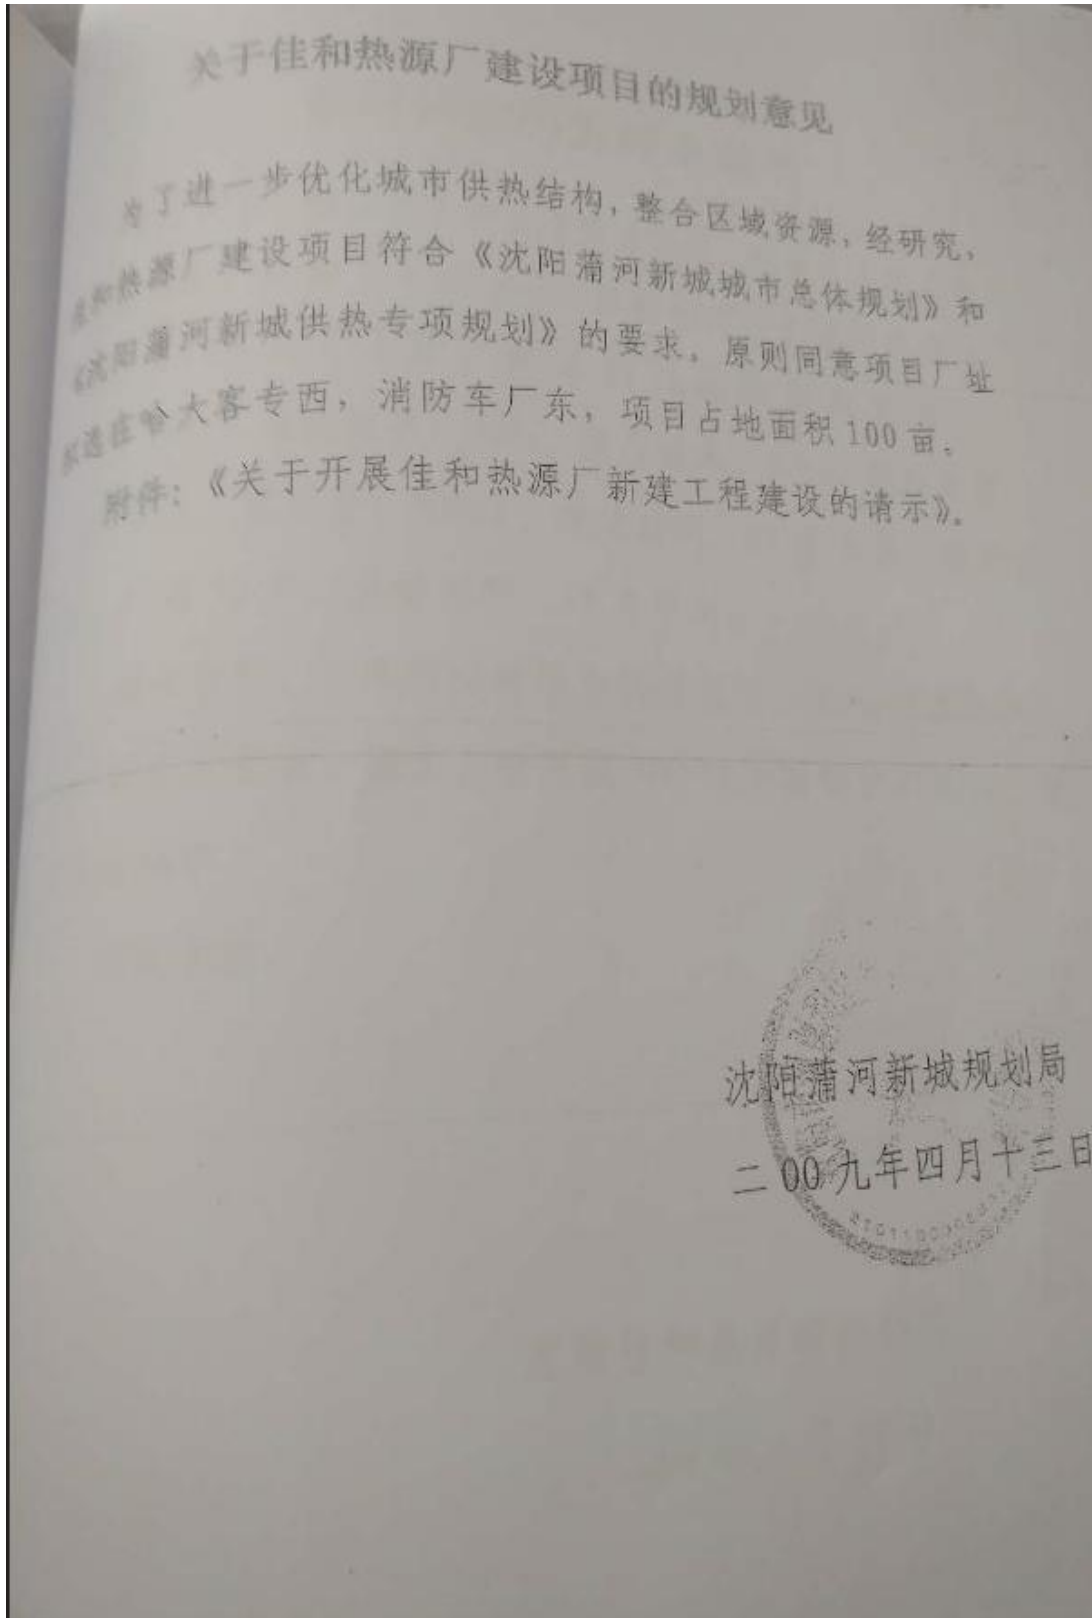 关于佳和热源厂建设项目的规划意见
为了进一步优化城市供热结构，整合区域资源，经研究，
佳和热源厂建设项目符合《沈阳蒲河新城城市总体规划》和
《沈阳蒲河新城供热专项规划》的要求。原则同意项目厂址
拟选在哈大客专西，消防车厂东，项目占地面积100亩。
附件：《关于开展佳和热源厂新建工程建设的请示》。
沈阳蒲河新城规划局
二00九年四月十三日